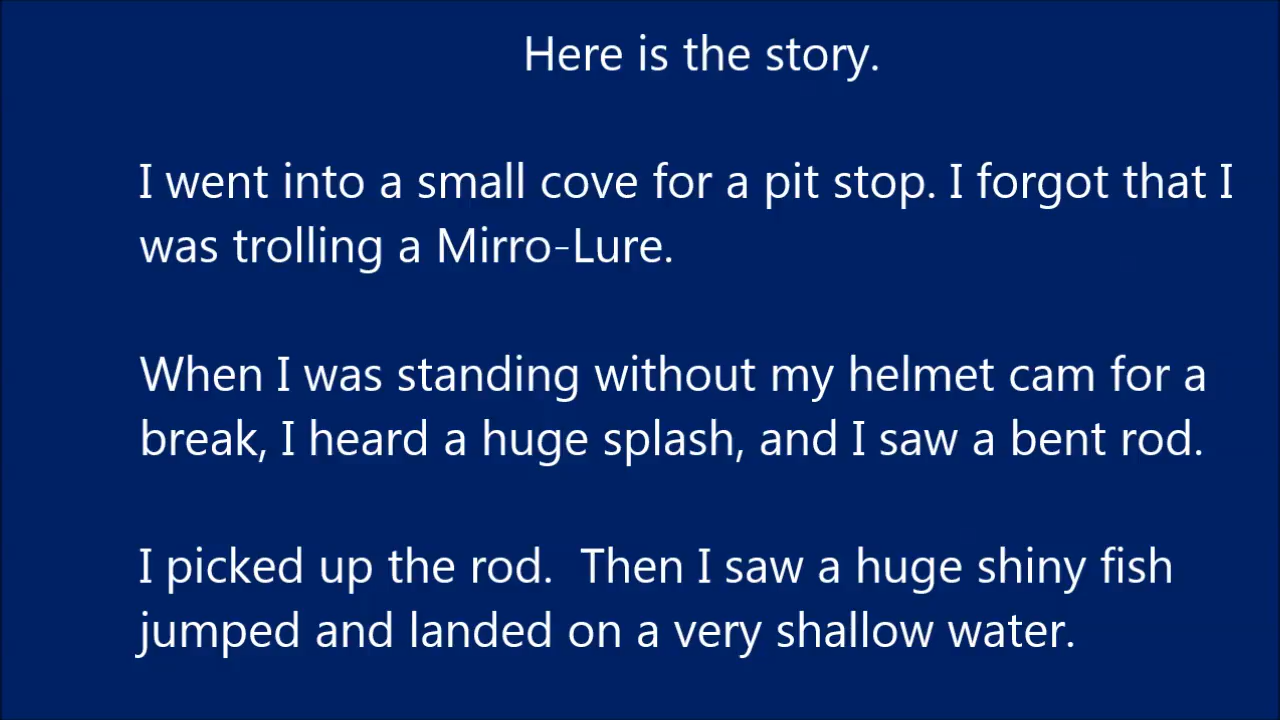 Here is the story.
I went into a small cove for a pit stop. I forgot that I
was trolling a Mirro-Lure.
When I was standing without my helmet cam for a
break, I heard a huge splash, and I saw a bent rod.
I picked up the rod.  Then I saw a huge shiny fish
jumped and landed on a very shallow water.